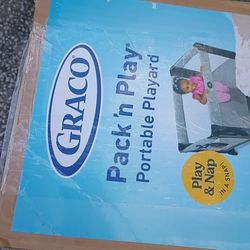 GRACO
Pack 'n Play
Portable Playard
Play
& Nap
IN A SNAP!